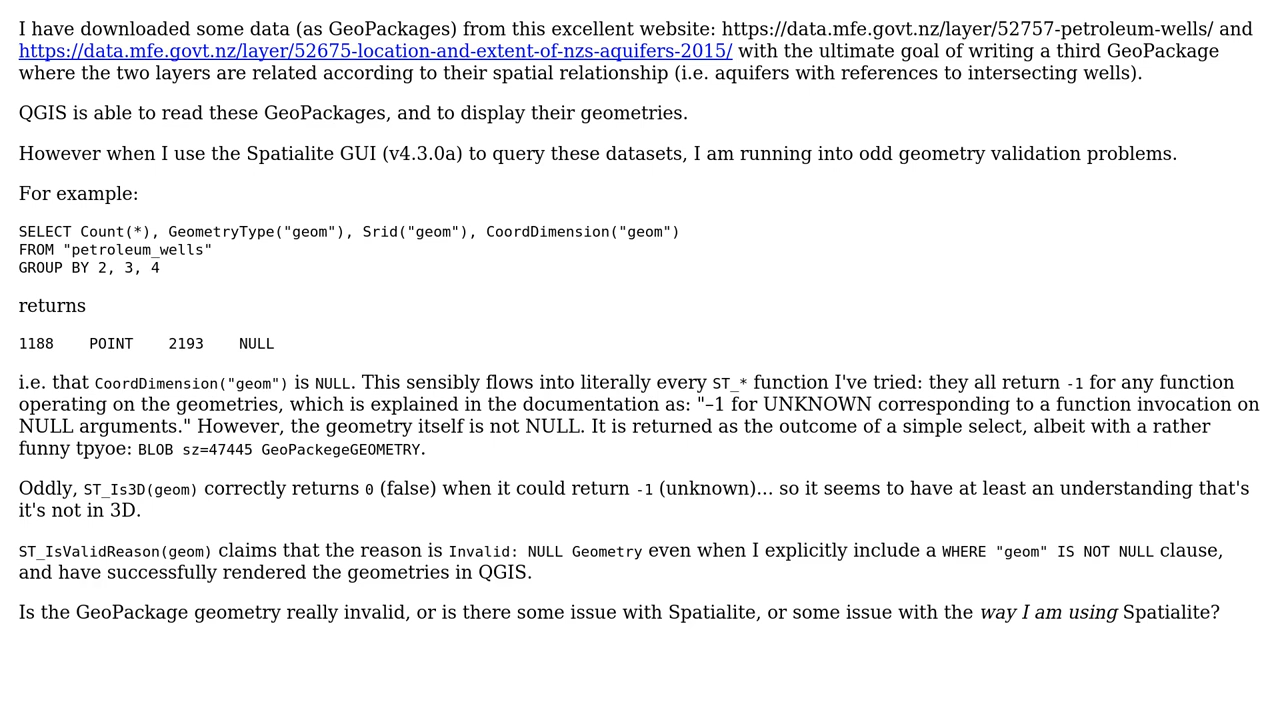 I have downloaded some data (as GeoPackages) from this excellent website: https://data.mfe.govt.nz/layer/52757-petroleum-wells/ and
https://data.mfe.govt.nz/layer/52675-location-and-extent-of-nzs-aquifers-2015/ with the ultimate goal of writing a third GeoPackage
where the two layers are related according to their spatial relationship (i.e. aquifers with references to intersecting wells).
QGIS is able to read these GeoPackages, and to display their geometries.
However when I use the Spatialite GUI (v4.3.0a) to query these datasets, I am running into odd geometry validation problems.
For example:
SELECT Count(*), GeometryType("geom"), Srid("geom"), CoordDimension("geom")
FROM "petroleum_wells"
GROUP BY 2, 3, 4
returns
1188    POINT    2193    NULL
i.e. that CoordDimension("geom") is NULL. This sensibly flows into literally every ST_* function I've tried: they all return -1 for any function
operating on the geometries, which is explained in the documentation as: "–1 for UNKNOWN corresponding to a function invocation on
NULL arguments." However, the geometry itself is not NULL. It is returned as the outcome of a simple select, albeit with a rather
funny tpyoe: BLOB sz=47445 GeoPackegeGEOMETRY.
Oddly, ST_Is3D(geom) correctly returns 0 (false) when it could return -1 (unknown)... so it seems to have at least an understanding that's
it's not in 3D.
ST_IsValidReason(geom) claims that the reason is Invalid: NULL Geometry even when I explicitly include a WHERE "geom" IS NOT NULL clause,
and have successfully rendered the geometries in QGIS.
Is the GeoPackage geometry really invalid, or is there some issue with Spatialite, or some issue with the way I am using Spatialite?